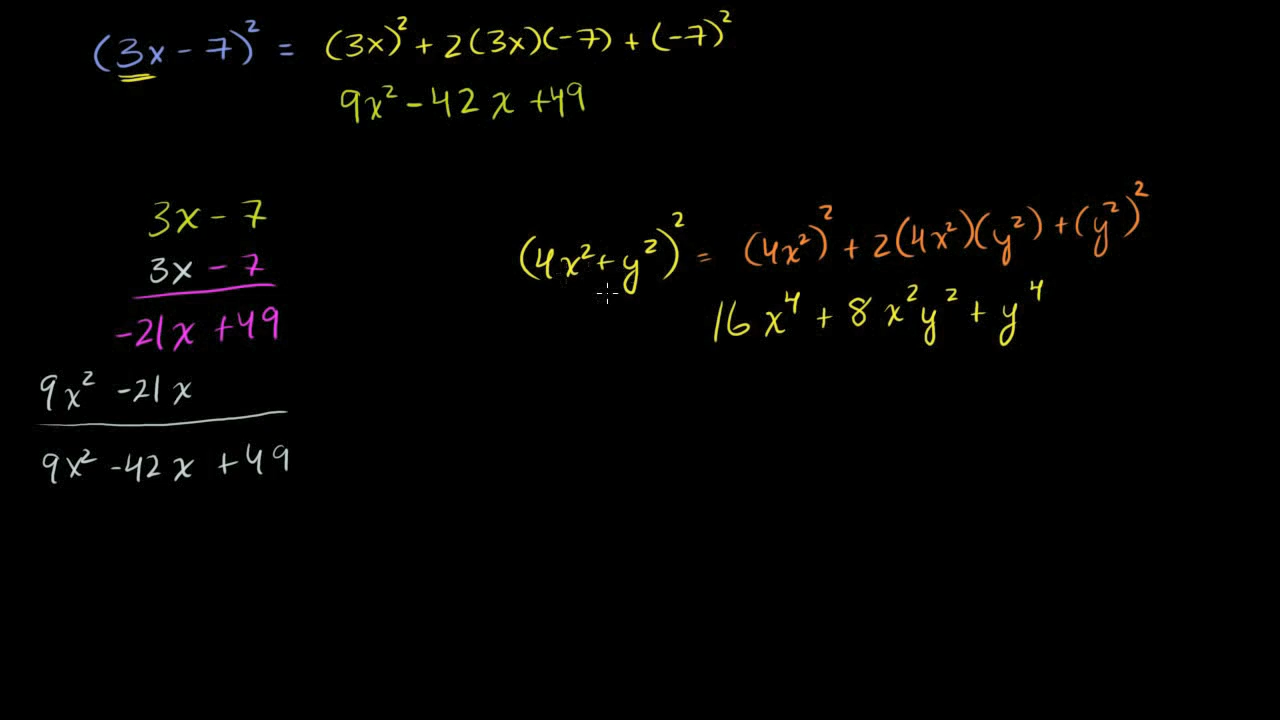 (3x - 7)² = (3x)² + 2(3x)(-7) + (-7)²
9x² - 42x + 49
3x - 7
3x - 7
-21x + 49
9x² - 21x
9x² - 42x + 49
(4x² + y²)² = (4x²)² + 2(4x²)(y²) + (y²)²
16x⁴ + 8x²y² + y⁴